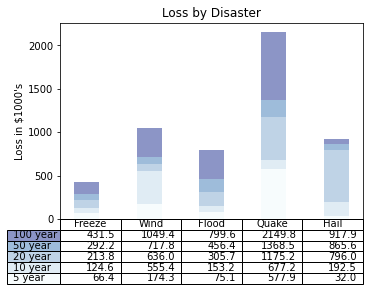 Loss by Disaster
Loss in $1000's
2000
1500
1000
500
0
Freeze Wind Flood Quake Hail
100 year 431.5 1049.4 799.6 2149.8 917.9
50 year 292.2 717.8 456.4 1368.5 865.6
20 year 213.8 636.0 305.7 1175.2 796.0
10 year 124.6 555.4 153.2 677.2 192.5
5 year 66.4 174.3 75.1 577.9 32.0